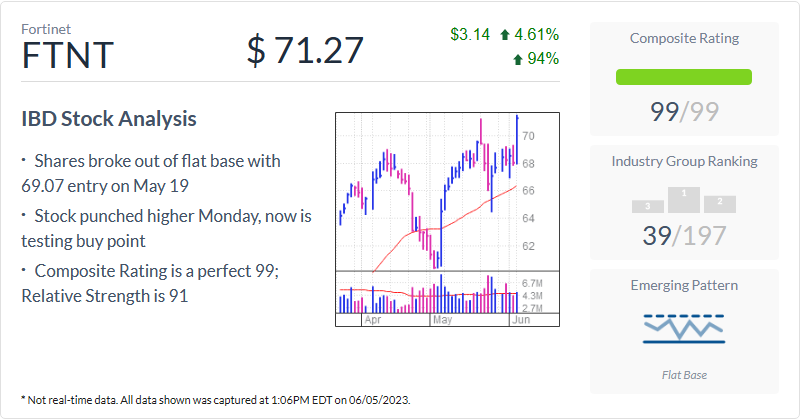 Fortinet
FTNT
$ 71.27
$3.14 4.61%
94%
IBD Stock Analysis
· Shares broke out of flat base with
69.07 entry on May 19
· Stock punched higher Monday, now is
testing buy point
· Composite Rating is a perfect 99;
Relative Strength is 91
70
68
66
64
62
6.7M
4.3M
2.7M
Apr May Jun
Composite Rating
99/99
Industry Group Ranking
3 1 2
39/197
Emerging Pattern
Flat Base
* Not real-time data. All data shown was captured at 1:06PM EDT on 06/05/2023.